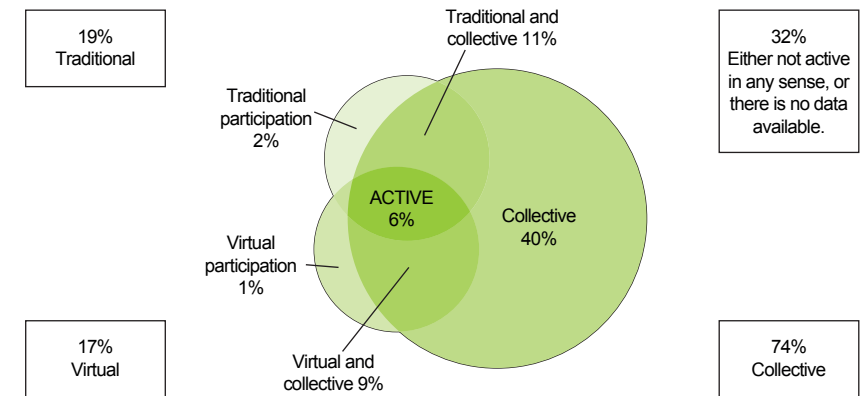 19%
Traditional
Traditional and
collective 11%
32%
Either not active
in any sense, or
there is no data
available.
Traditional
participation
2%
ACTIVE
6%
Collective
40%
Virtual
participation
1%
17%
Virtual
Virtual and
collective 9%
74%
Collective